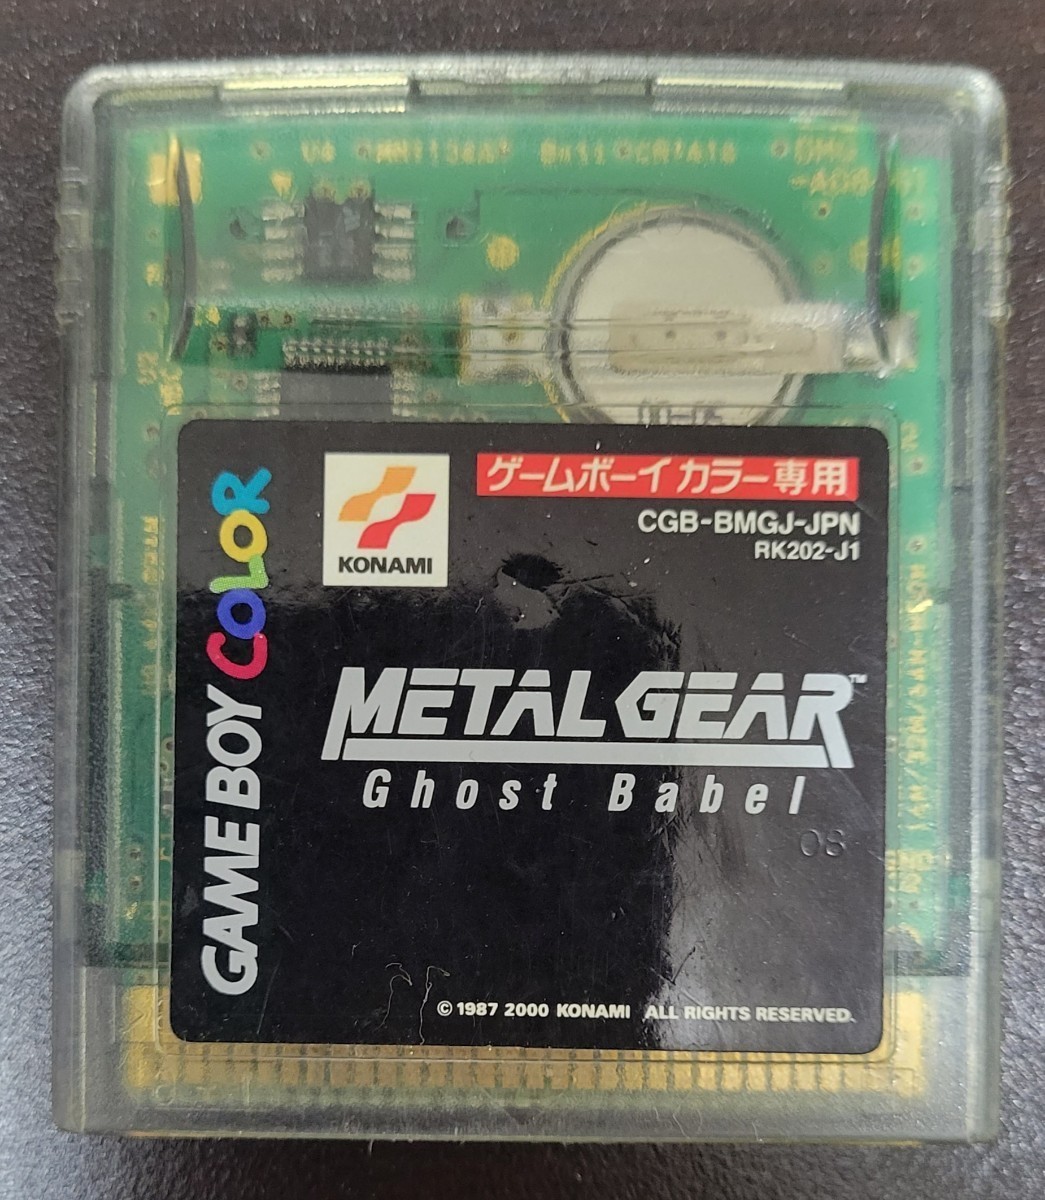 GAME BOY COLOR
KONAMI
ゲームボーイカラー専用
CGB-BMGJ-JPN
RK202-J1
METAL GEAR™
Ghost Babel
08
© 1987 2000 KONAMI ALL RIGHTS RESERVED.